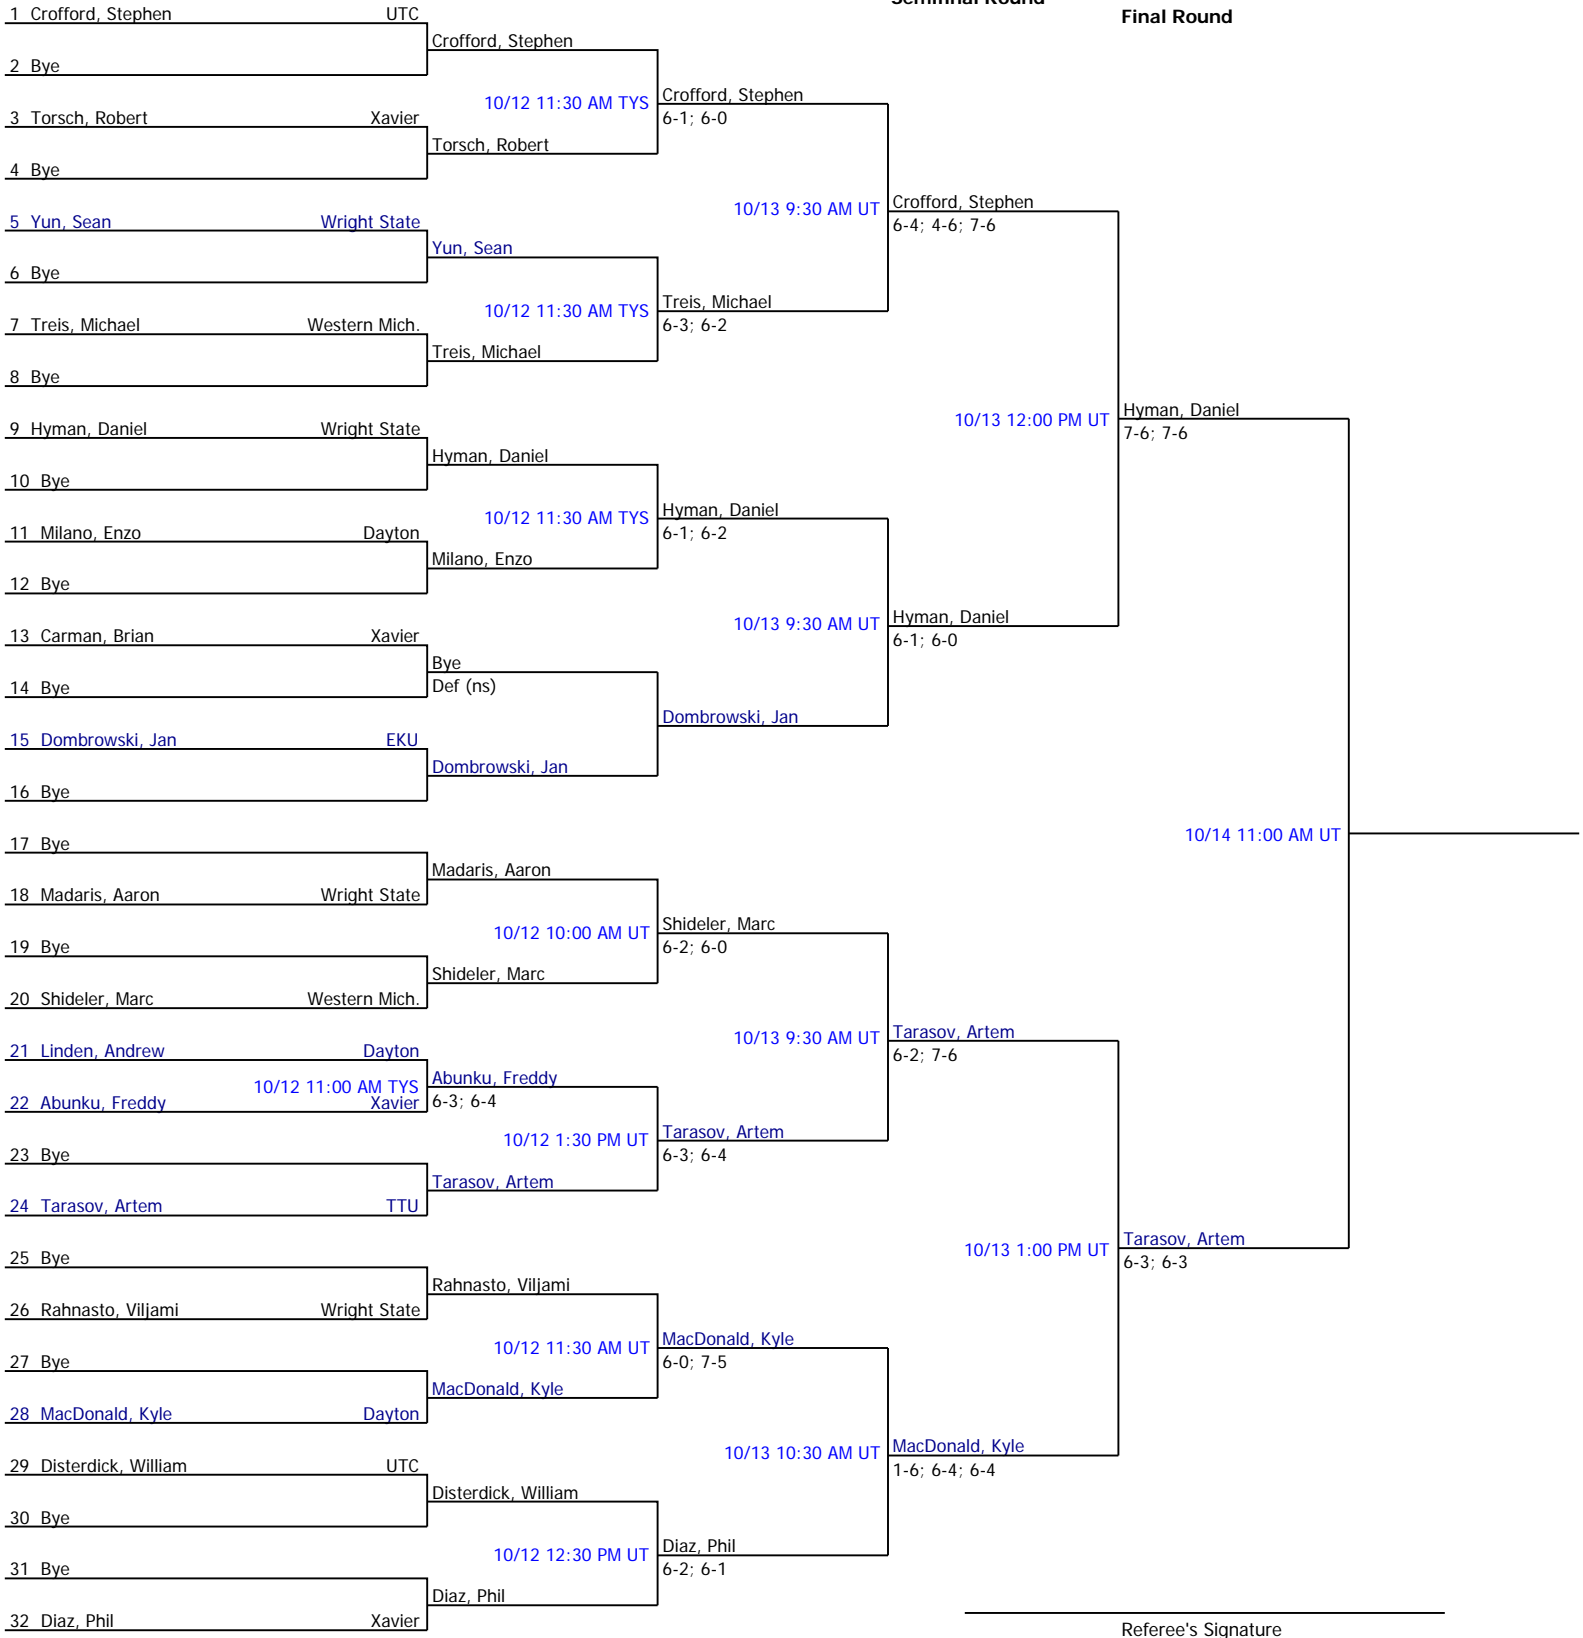 Semifinal Round
Final Round
1 Crofford, Stephen UTC
Crofford, Stephen
2 Bye
10/12 11:30 AM TYS
Crofford, Stephen
6-1; 6-0
3 Torsch, Robert Xavier
Torsch, Robert
4 Bye
10/13 9:30 AM UT
Crofford, Stephen
6-4; 4-6; 7-6
5 Yun, Sean Wright State
Yun, Sean
6 Bye
10/12 11:30 AM TYS
Treis, Michael
6-3; 6-2
7 Treis, Michael Western Mich.
Treis, Michael
8 Bye
10/13 12:00 PM UT
Hyman, Daniel
7-6; 7-6
9 Hyman, Daniel Wright State
Hyman, Daniel
10 Bye
10/12 11:30 AM TYS
Hyman, Daniel
6-1; 6-2
11 Milano, Enzo Dayton
Milano, Enzo
12 Bye
10/13 9:30 AM UT
Hyman, Daniel
6-1; 6-0
13 Carman, Brian Xavier
Bye
Def (ns)
14 Bye
Dombrowski, Jan
15 Dombrowski, Jan EKU
Dombrowski, Jan
16 Bye
10/14 11:00 AM UT
17 Bye
Madaris, Aaron
18 Madaris, Aaron Wright State
10/12 10:00 AM UT
Shideler, Marc
6-2; 6-0
19 Bye
Shideler, Marc
20 Shideler, Marc Western Mich.
10/13 9:30 AM UT
Tarasov, Artem
6-2; 7-6
21 Linden, Andrew Dayton
10/12 11:00 AM TYS
Abunku, Freddy
6-3; 6-4
22 Abunku, Freddy Xavier
10/12 1:30 PM UT
Tarasov, Artem
6-3; 6-4
23 Bye
Tarasov, Artem
24 Tarasov, Artem TTU
10/13 1:00 PM UT
Tarasov, Artem
6-3; 6-3
25 Bye
Rahnasto, Viljami
26 Rahnasto, Viljami Wright State
10/12 11:30 AM UT
MacDonald, Kyle
6-0; 7-5
27 Bye
MacDonald, Kyle
28 MacDonald, Kyle Dayton
10/13 10:30 AM UT
MacDonald, Kyle
1-6; 6-4; 6-4
29 Disterdick, William UTC
Disterdick, William
30 Bye
10/12 12:30 PM UT
Diaz, Phil
6-2; 6-1
31 Bye
Diaz, Phil
32 Diaz, Phil Xavier
Referee's Signature